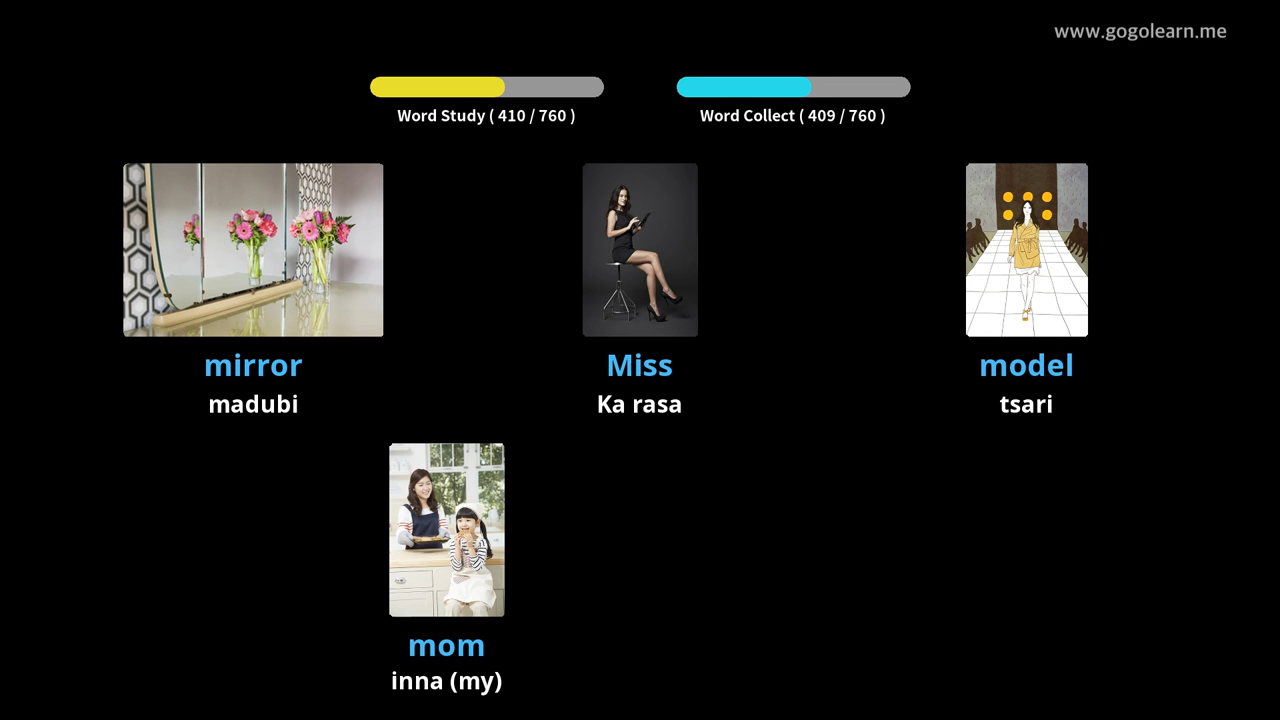 www.gogolearn.me
Word Study ( 410 / 760 )
Word Collect ( 409 / 760 )
mirror
madubi
Miss
Ka rasa
model
tsari
mom
inna (my)